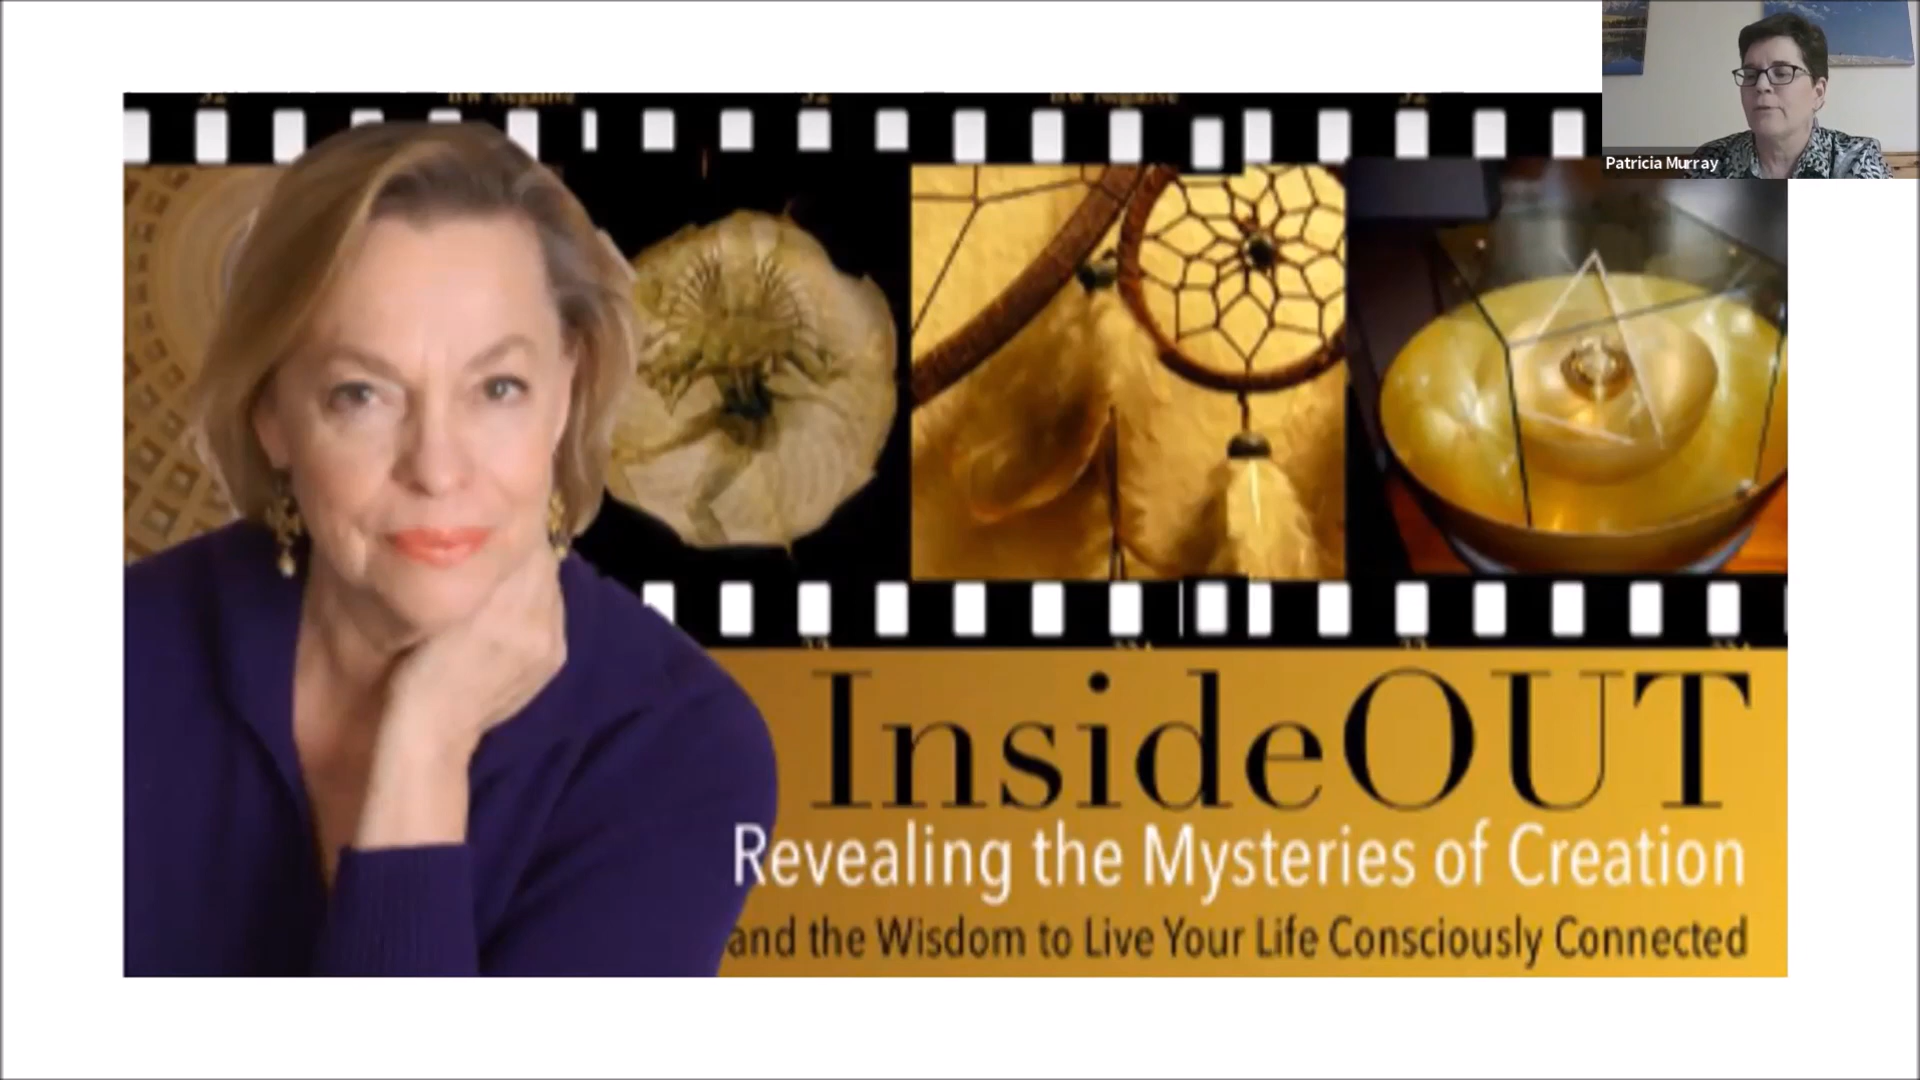 Patricia Murray
InsideOUT
Revealing the Mysteries of Creation
and the Wisdom to Live Your Life Consciously Connected